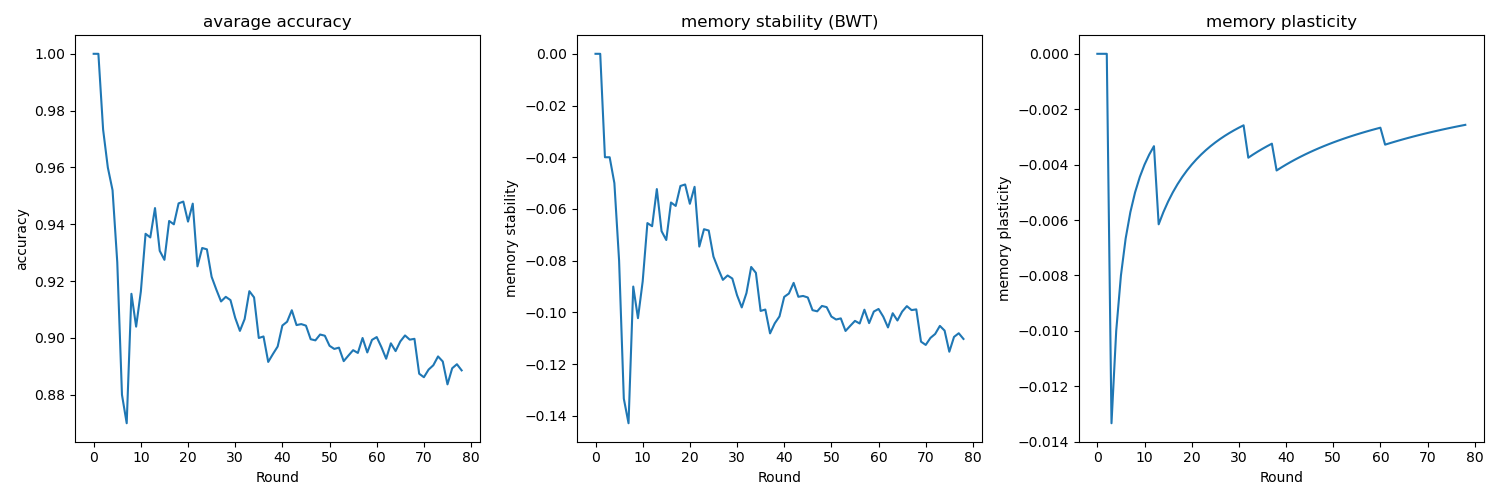 avarage accuracy
1.00
0.98
0.96
0.94
0.92
0.90
0.88
accuracy
0 10 20 30 40 50 60 70 80
Round
memory stability (BWT)
0.00
−0.02
−0.04
−0.06
−0.08
−0.10
−0.12
−0.14
memory stability
0 10 20 30 40 50 60 70 80
Round
memory plasticity
0.000
−0.002
−0.004
−0.006
−0.008
−0.010
−0.012
−0.014
memory plasticity
0 10 20 30 40 50 60 70 80
Round